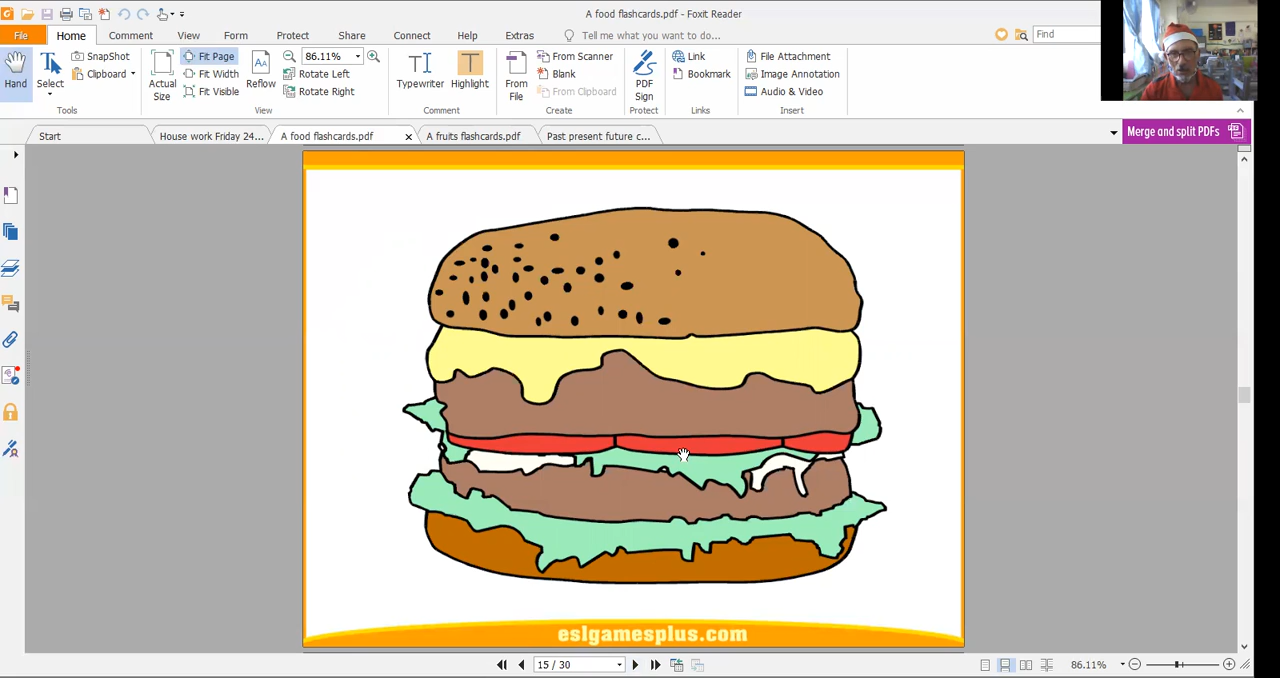 A food flashcards.pdf - Foxit Reader
File Home Comment View Form Protect Share Connect Help Extras Tell me what you want to do... Find
Hand
Select
SnapShot
Clipboard
Tools
Actual Size
Fit Page
Fit Width
Fit Visible
Reflow
86.11%
Rotate Left
Rotate Right
View
Typewriter
Highlight
Comment
From File
From Scanner
Blank
From Clipboard
Create
PDF Sign
Protect
Link
Bookmark
Links
File Attachment
Image Annotation
Audio & Video
Insert
Start House work Friday 24... A food flashcards.pdf A fruits flashcards.pdf Past present future c... Merge and split PDFs
eslgamesplus.com
15 / 30 86.11%